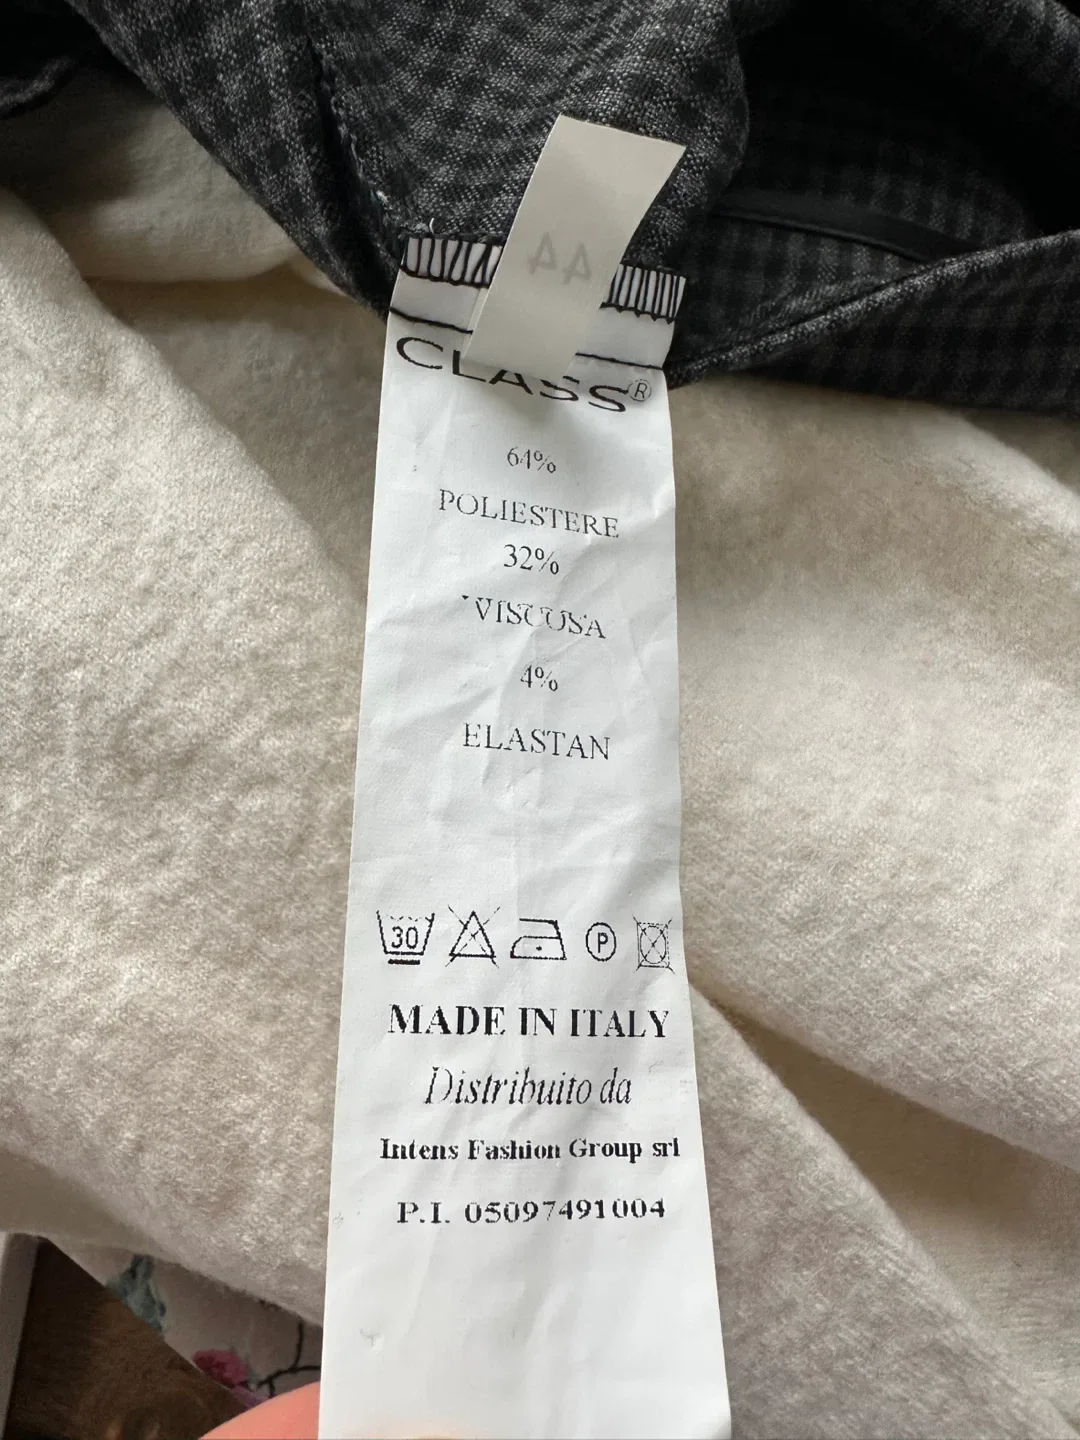 44
CLASS®
64%
POLIESTERE
32%
VISCOSA
4%
ELASTAN
30 P
MADE IN ITALY
Distribuito da
Intens Fashion Group srl
P.I. 05097491004